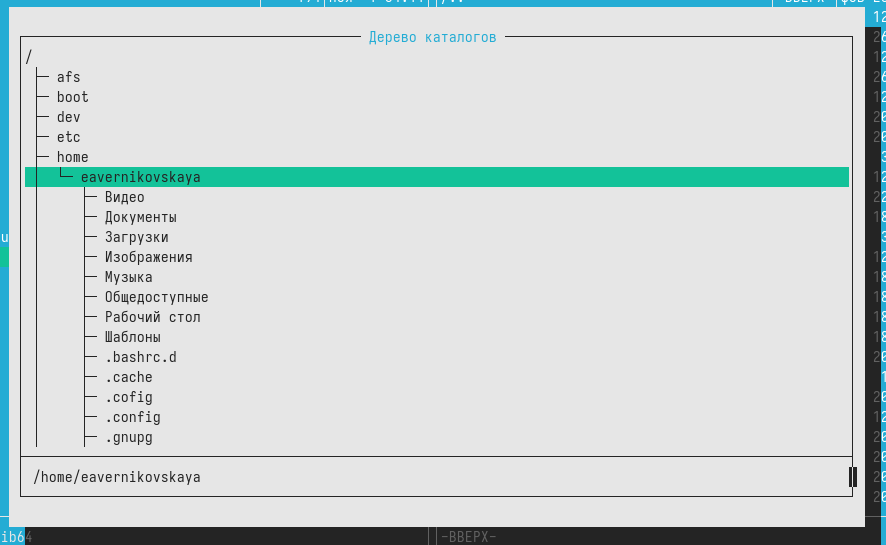 Дерево каталогов
/
afs
boot
dev
etc
home
eavernikovskaya
Видео
Документы
Загрузки
Изображения
Музыка
Общедоступные
Рабочий стол
Шаблоны
.bashrc.d
.cache
.cofig
.config
.gnupg
/home/eavernikovskaya
ib64
-ВВЕРХ-